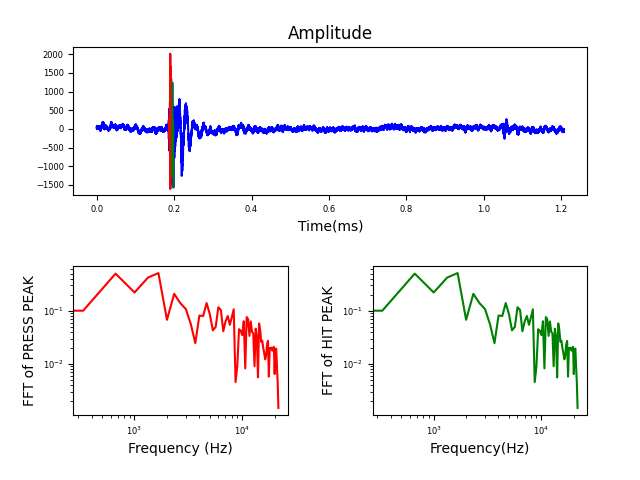 Amplitude
2000
1500
1000
500
0
−500
−1000
−1500
0.0 0.2 0.4 0.6 0.8 1.0 1.2
Time(ms)
FFT of PRESS PEAK
10⁻¹
10⁻²
10³ 10⁴
Frequency (Hz)
FFT of HIT PEAK
10⁻¹
10⁻²
10³ 10⁴
Frequency(Hz)